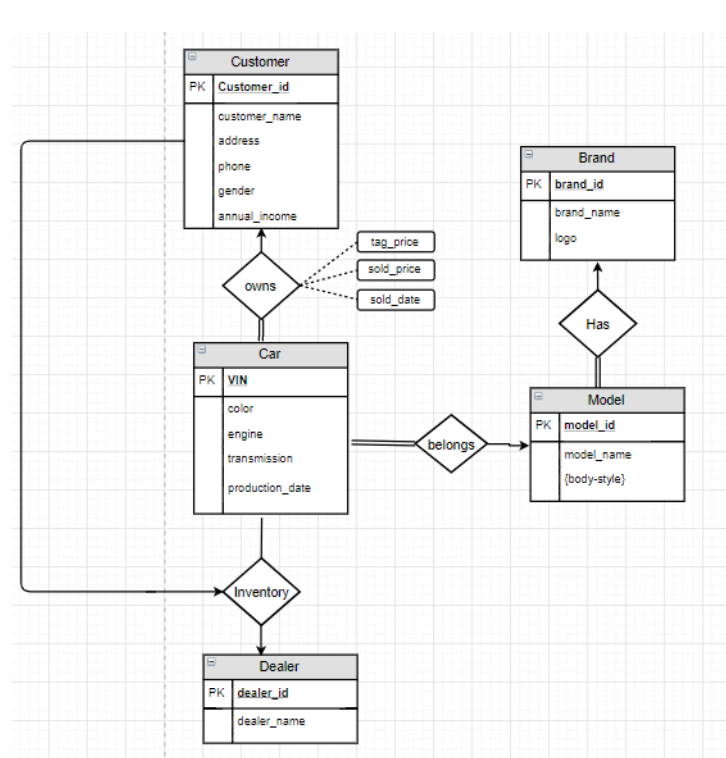 Customer
PK Customer_id
customer_name
address
phone
gender
annual_income
Brand
PK brand_id
brand_name
logo
tag_price
sold_price
sold_date
owns
Has
Car
PK VIN
color
engine
transmission
production_date
belongs
Model
PK model_id
model_name
{body-style}
Inventory
Dealer
PK dealer_id
dealer_name